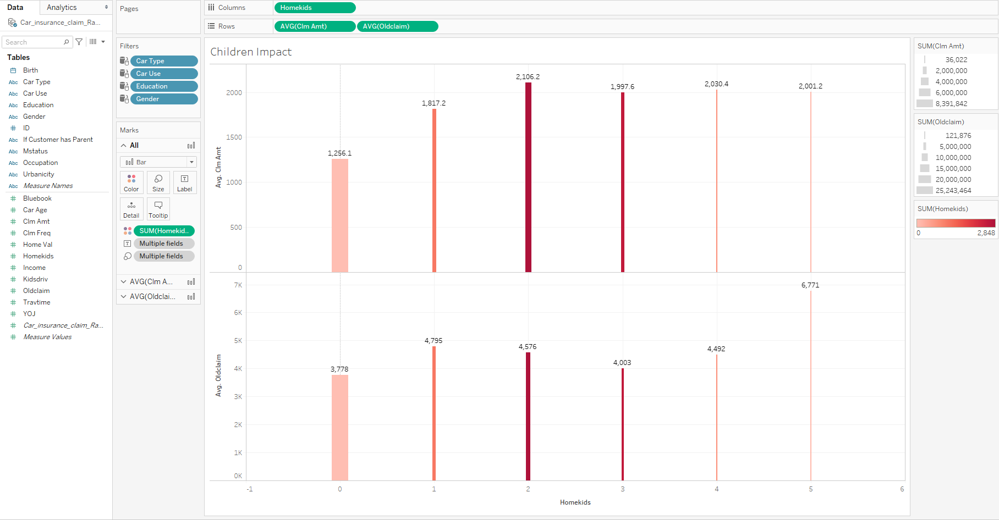 Data
Analytics
Car_insurance_claim_Ra...
Search
Tables
Birth
Abc Car Type
Abc Car Use
Abc Education
Abc Gender
ID
Abc If Customer has Parent
Abc Mstatus
Abc Occupation
Abc Urbanicity
Abc Measure Names
Bluebook
Car Age
Clm Amt
Clm Freq
Home Val
Homekids
Income
Kidsdriv
Oldclaim
Travtime
YOJ
Car_insurance_claim_Ra...
Measure Values
Pages
Filters
Car Type
Car Use
Education
Gender
Marks
All
Bar
Color
Size
T
Label
Detail
Tooltip
SUM(Homekid..
T Multiple fields
Multiple fields
AVG(Clm A...
AVG(Oldclai...
Columns
Homekids
Rows
AVG(Clm Amt)
AVG(Oldclaim)
Children Impact
Avg. Clm Amt
2000
1500
1000
500
0
1,256.1
1,817.2
2,106.2
1,997.6
2,030.4
2,001.2
Avg. Oldclaim
7K
6K
5K
4K
3K
2K
1K
0K
3,778
4,795
4,576
4,003
4,492
6,771
-1 0 1 2 3 4 5 6
Homekids
SUM(Clm Amt)
36,022
2,000,000
4,000,000
6,000,000
8,391,842
SUM(Oldclaim)
121,876
5,000,000
10,000,000
15,000,000
20,000,000
25,243,464
SUM(Homekids)
0 2,848